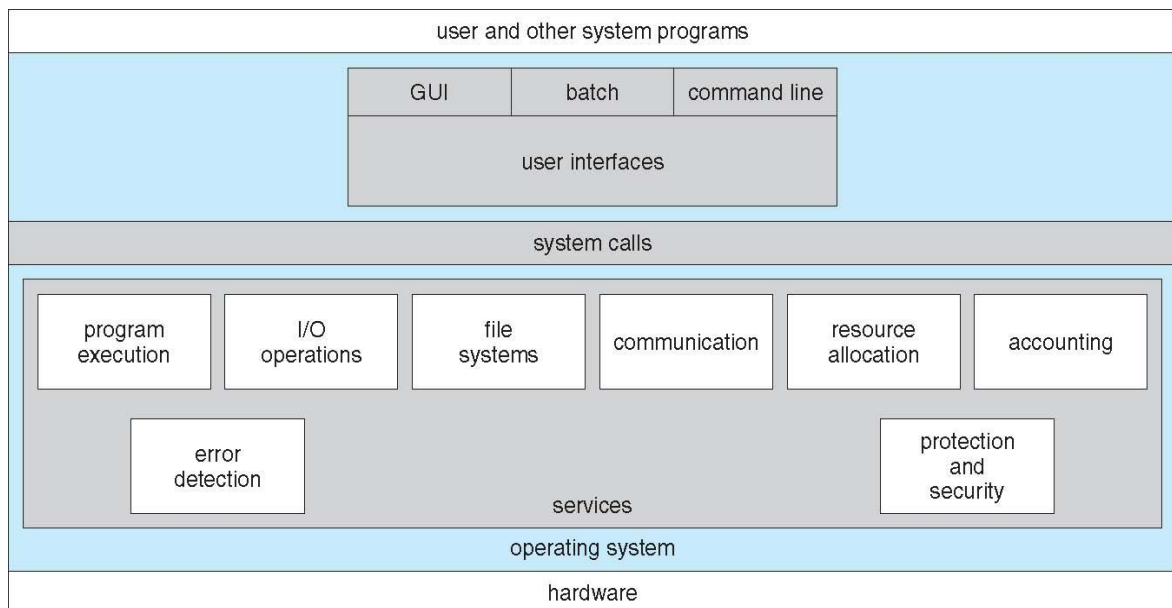 user and other system programs
GUI
batch
command line
user interfaces
system calls
program
execution
I/O
operations
file
systems
communication
resource
allocation
accounting
error
detection
protection
and
security
services
operating system
hardware